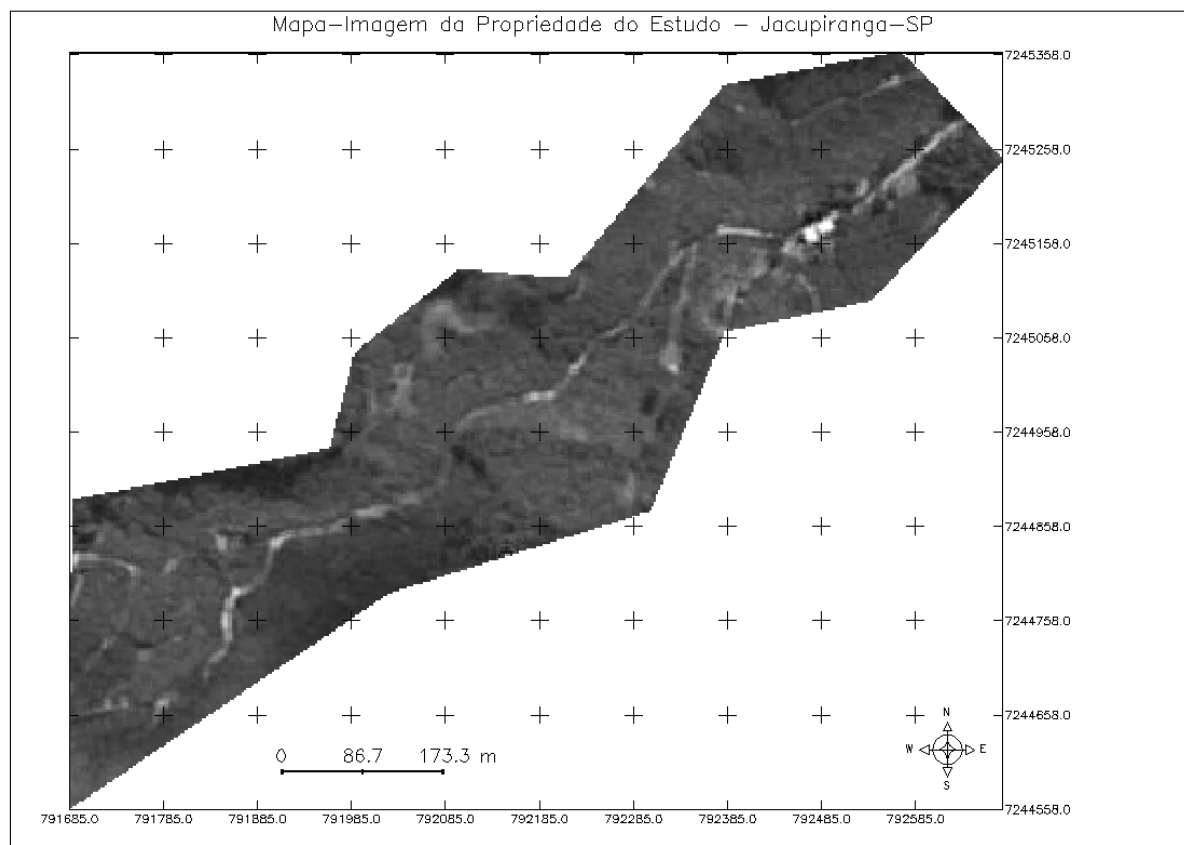 Mapa-Imagem da Propriedade do Estudo - Jacupiranga-SP
7245358.0
7245258.0
7245158.0
7245058.0
7244958.0
7244858.0
7244758.0
7244658.0
N
W E
S
0 86.7 173.3 m
7244558.0
791685.0 791785.0 791885.0 791985.0 792085.0 792185.0 792285.0 792385.0 792485.0 792585.0